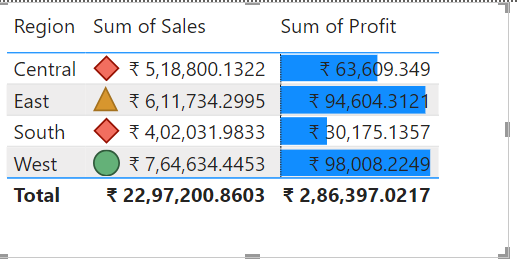 Region Sum of Sales Sum of Profit
Central ₹ 5,18,800.1322 ₹ 63,609.349
East ₹ 6,11,734.2995 ₹ 94,604.3121
South ₹ 4,02,031.9833 ₹ 30,175.1357
West ₹ 7,64,634.4453 ₹ 98,008.2249
Total ₹ 22,97,200.8603 ₹ 2,86,397.0217